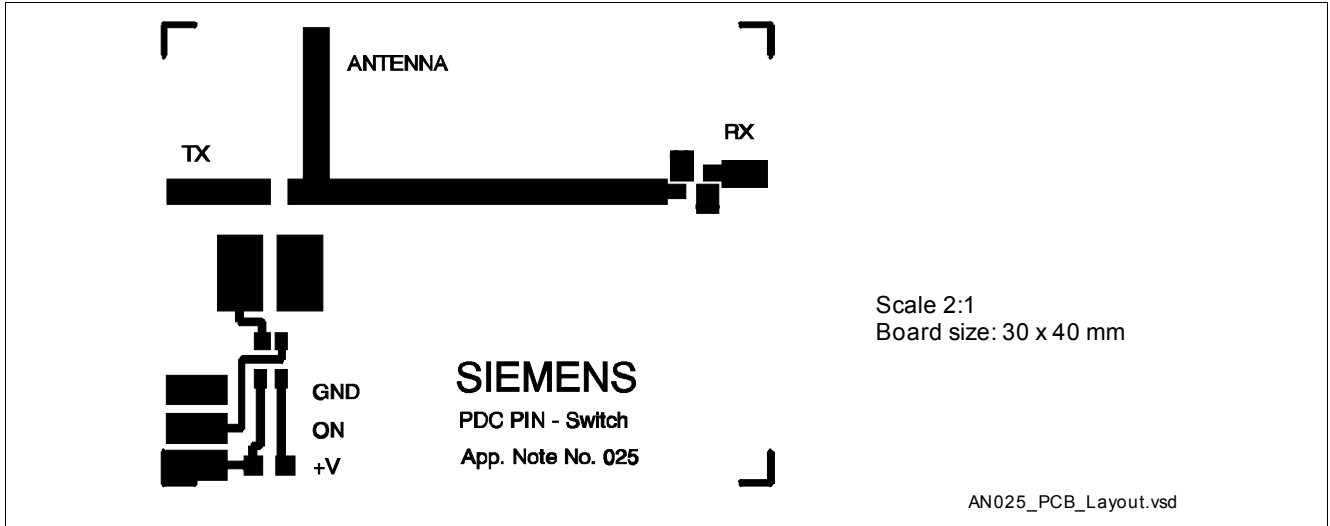 ANTENNA
TX
RX
Scale 2:1
Board size: 30 x 40 mm
SIEMENS
PDC PIN - Switch
App. Note No. 025
GND
ON
+V
AN025_PCB_Layout.vsd